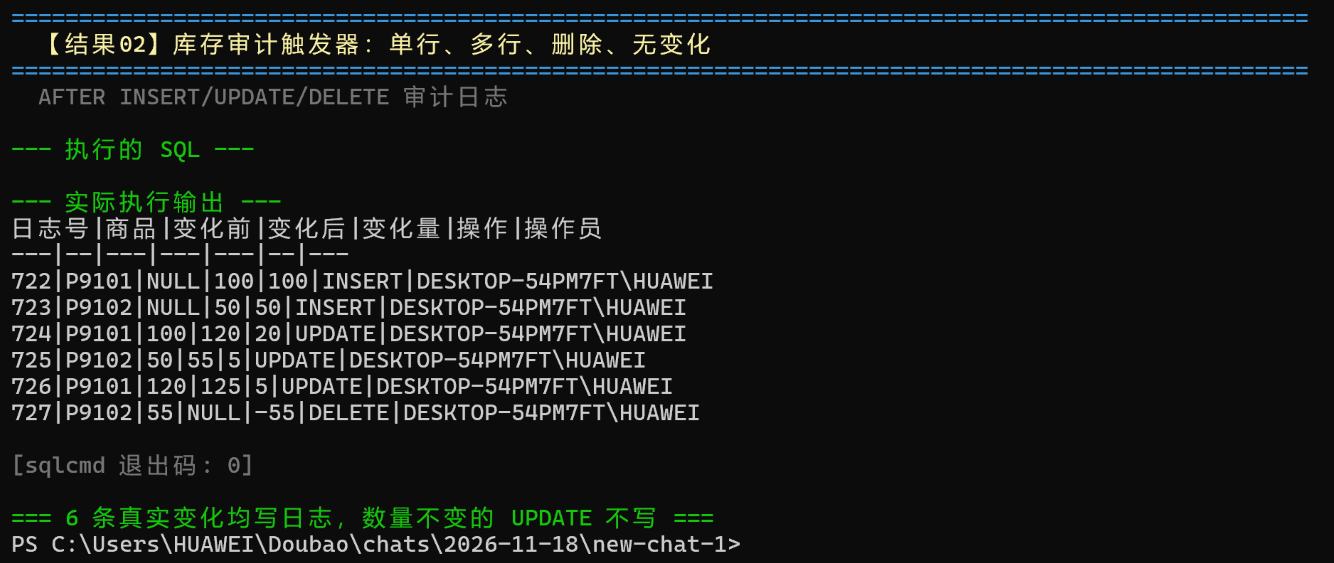 ================================================================================================
【结果02】库存审计触发器: 单行、多行、删除、无变化
================================================================================================
AFTER INSERT/UPDATE/DELETE 审计日志
--- 执行的 SQL ---
--- 实际执行输出 ---
日志号|商品|变化前|变化后|变化量|操作|操作员
---|--|---|---|---|--|---
722|P9101|NULL|100|100|INSERT|DESKTOP-54PM7FT\HUAWEI
723|P9102|NULL|50|50|INSERT|DESKTOP-54PM7FT\HUAWEI
724|P9101|100|120|20|UPDATE|DESKTOP-54PM7FT\HUAWEI
725|P9102|50|55|5|UPDATE|DESKTOP-54PM7FT\HUAWEI
726|P9101|120|125|5|UPDATE|DESKTOP-54PM7FT\HUAWEI
727|P9102|55|NULL|-55|DELETE|DESKTOP-54PM7FT\HUAWEI
[sqlcmd 退出码: 0]
=== 6 条真实变化均写日志, 数量不变的 UPDATE 不写 ===
PS C:\Users\HUAWEI\Doubao\chats\2026-11-18\new-chat-1>